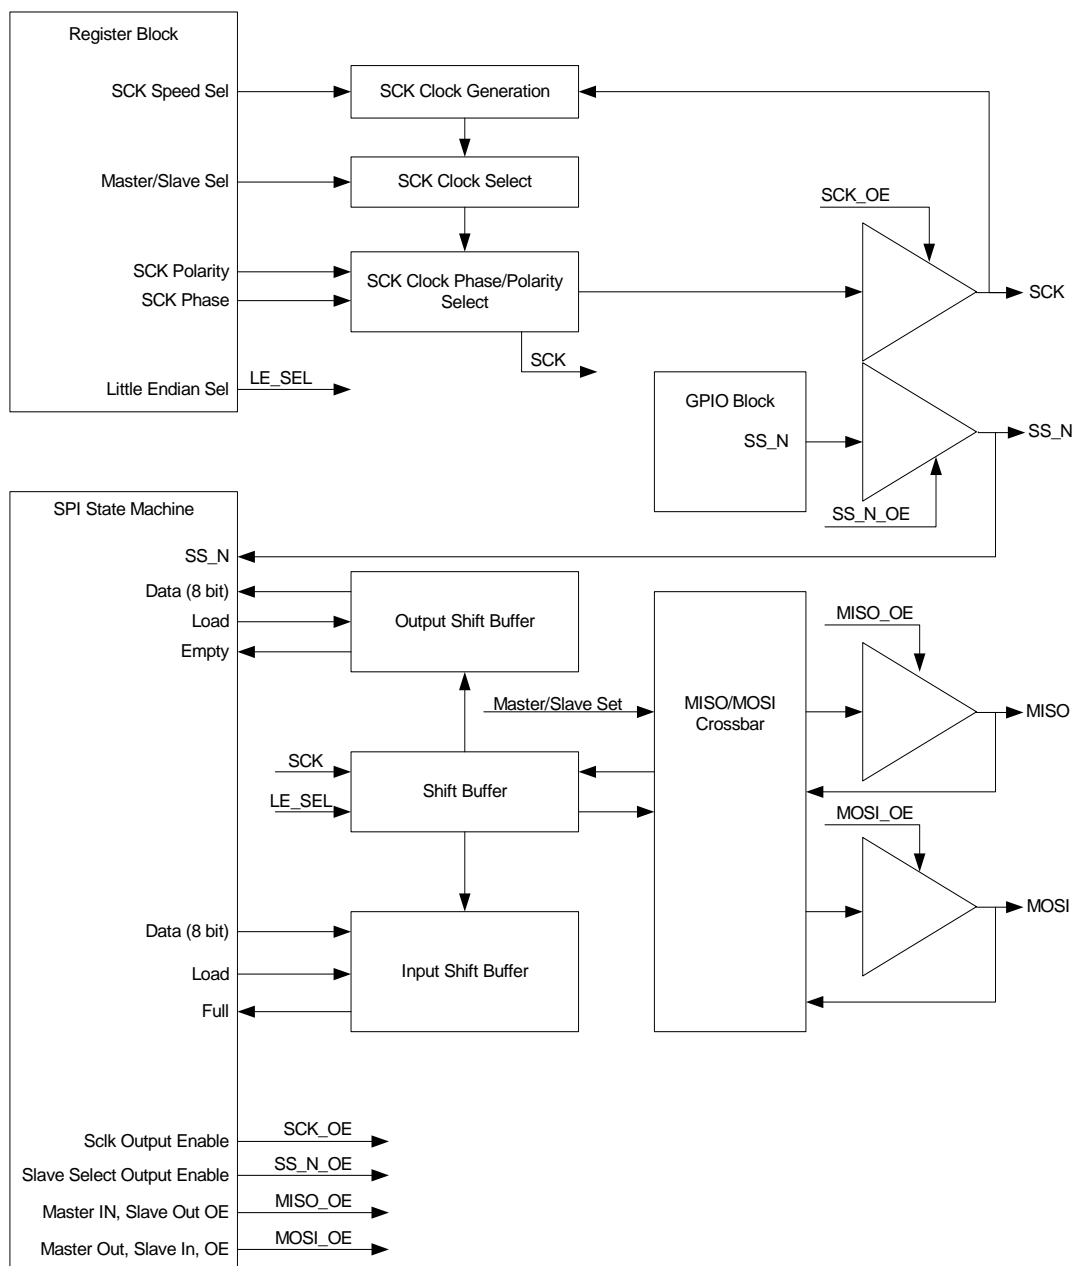 Register Block
SCK Speed Sel
SCK Clock Generation
Master/Slave Sel
SCK Clock Select
SCK_OE
SCK Polarity
SCK Phase
SCK Clock Phase/Polarity
Select
SCK
SCK
Little Endian Sel
LE_SEL
GPIO Block
SS_N
SS_N
SS_N_OE
SPI State Machine
SS_N
Data (8 bit)
Load
Empty
Output Shift Buffer
MISO_OE
Master/Slave Set
MISO/MOSI
Crossbar
MISO
SCK
LE_SEL
Shift Buffer
MOSI_OE
MOSI
Data (8 bit)
Load
Full
Input Shift Buffer
Sclk Output Enable
SCK_OE
Slave Select Output Enable
SS_N_OE
Master IN, Slave Out OE
MISO_OE
Master Out, Slave In, OE
MOSI_OE